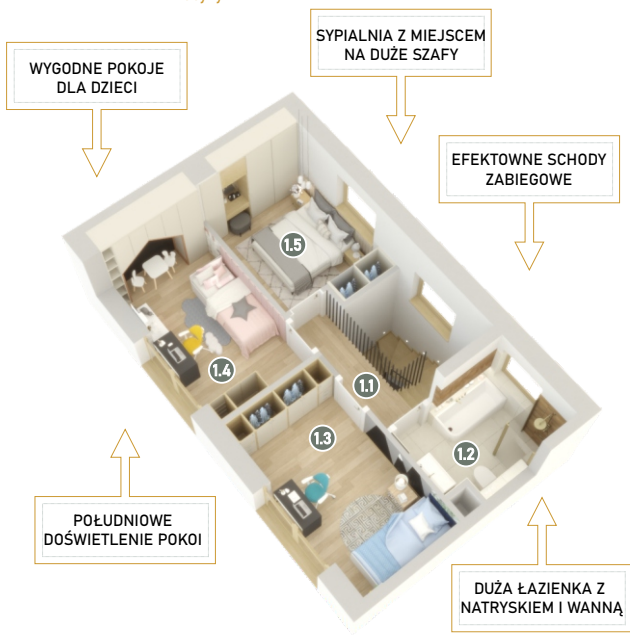 SYPIALNIA Z MIEJSCEM
NA DUŻE SZAFY
WYGODNE POKOJE
DLA DZIECI
EFEKTOWNE SCHODY
ZABIEGOWE
1.5
1.4
1.1
1.3
1.2
POŁUDNIOWE
DOŚWIETLENIE POKOI
DUŻA ŁAZIENKA Z
NATRYSKIEM I WANNĄ